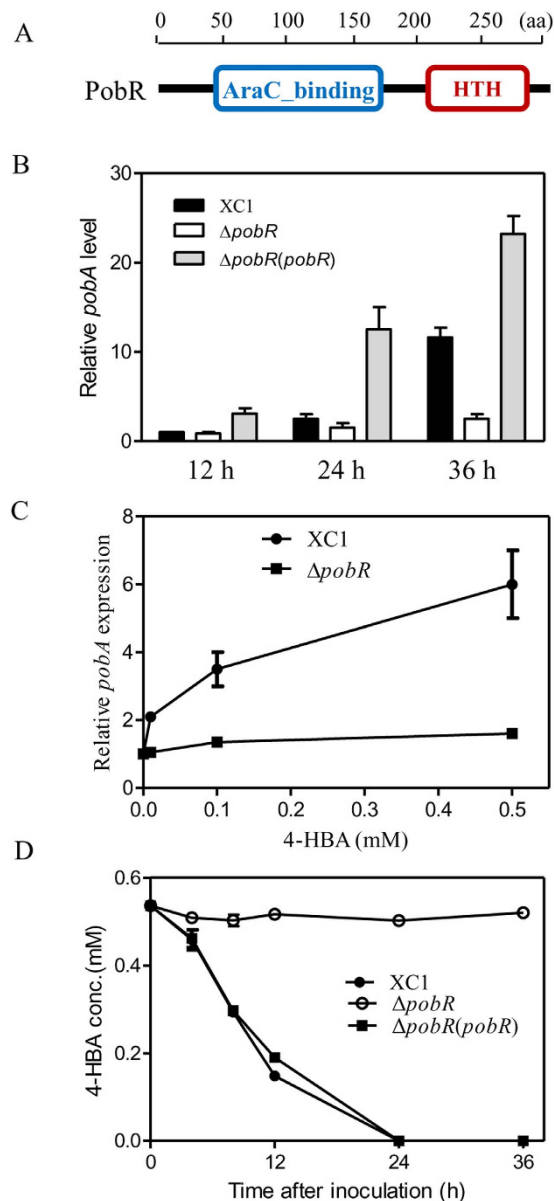 A
0 50 100 150 200 250 (aa)
PobR AraC_binding HTH
B
Relative pobA level
30
20
10
0
XC1
ΔpobR
ΔpobR(pobR)
12 h 24 h 36 h
C
Relative pobA expression
8
6
4
2
0
XC1
ΔpobR
0.0 0.1 0.2 0.3 0.4 0.5
4-HBA (mM)
D
4-HBA conc.(mM)
0.6
0.4
0.2
0.0
XC1
ΔpobR
ΔpobR(pobR)
0 12 24 36
Time after inoculation (h)